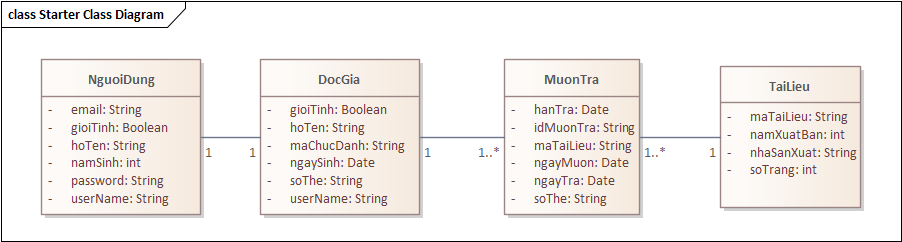 class Starter Class Diagram
NguoiDung
- email: String
- gioiTinh: Boolean
- hoTen: String
- namSinh: int
- password: String
- userName: String
1
1
DocGia
- gioiTinh: Boolean
- hoTen: String
- maChucDanh: String
- ngaySinh: Date
- soThe: String
- userName: String
1
1..*
MuonTra
- hanTra: Date
- idMuonTra: String
- maTaiLieu: String
- ngayMuon: Date
- ngayTra: Date
- soThe: String
1..*
1
TaiLieu
- maTaiLieu: String
- namXuatBan: int
- nhaSanXuat: String
- soTrang: int